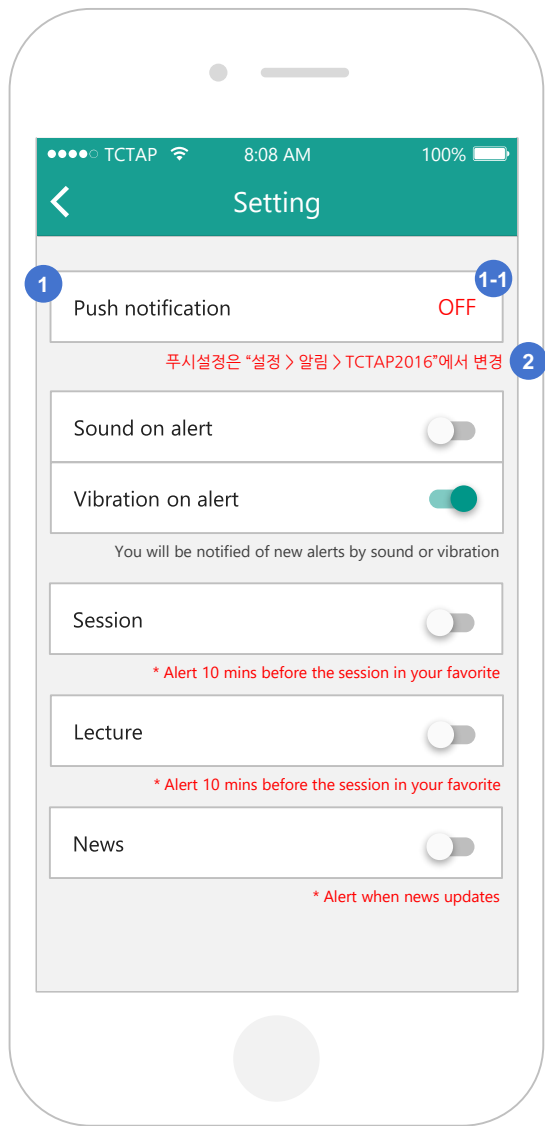 TCTAP 8:08 AM 100%
Setting
1 1-1
Push notification OFF
푸시설정은 “설정 > 알림 > TCTAP2016”에서 변경 2
Sound on alert
Vibration on alert
You will be notified of new alerts by sound or vibration
Session
* Alert 10 mins before the session in your favorite
Lecture
* Alert 10 mins before the session in your favorite
News
* Alert when news updates